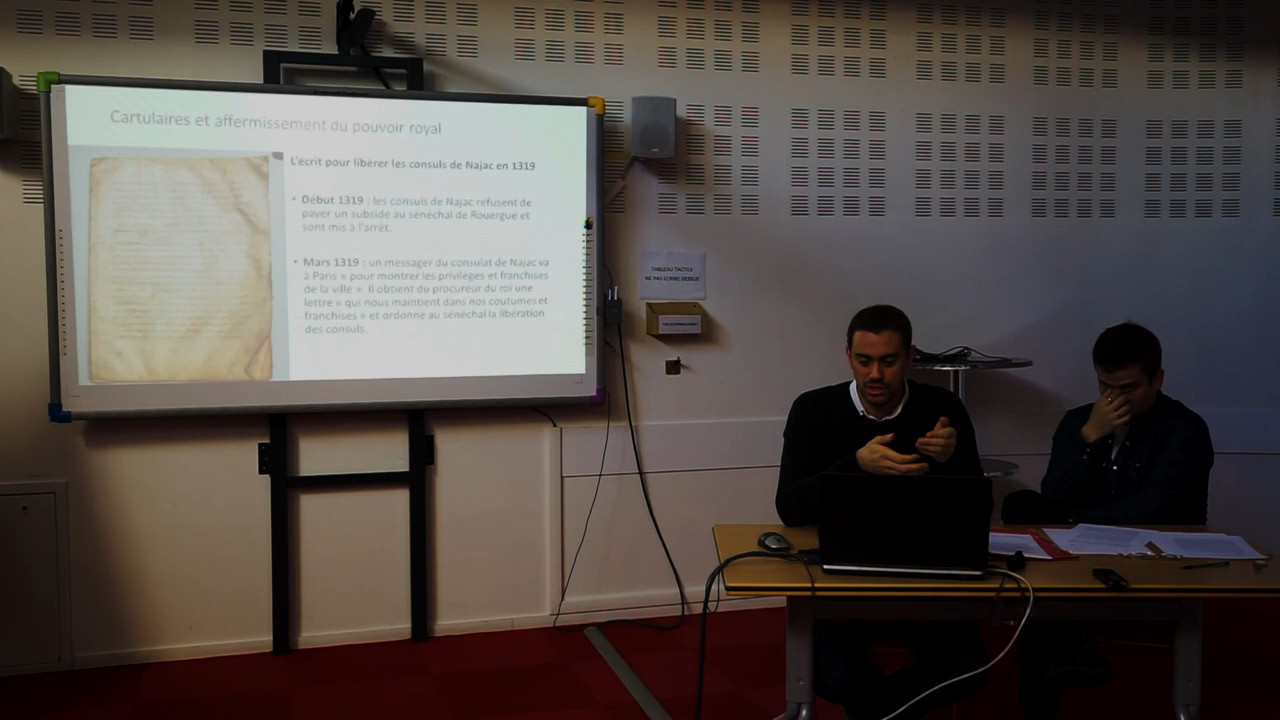 Cartulaires et affermissement du pouvoir royal
L'écrit pour libérer les consuls de Najac en 1319
• Début 1319 : les consuls de Najac refusent de
payer un subside au sénéchal de Rouergue et
sont mis à l'arrêt.
• Mars 1319 : un messager du consulat de Najac va
à Paris « pour montrer les privilèges et franchises
de la ville ». Il obtient du procureur du roi une
lettre « qui nous maintient dans nos coutumes et
franchises » et ordonne au sénéchal la libération
des consuls.
TABLEAU TACTILE
NE PAS ECRIRE DESSUS